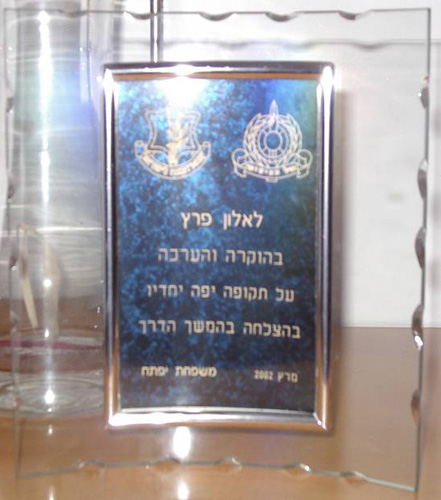 לאלון פרץ
בהוקרה והערכה
על תקופה יפה יחדיו
בהצלחה בהמשך הדרך
משפחת יפתח
מרץ 2002